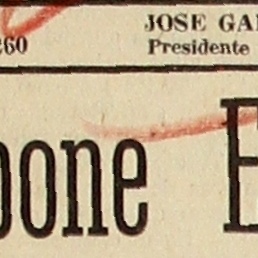 JOSE GA
260
Presidente
pone E